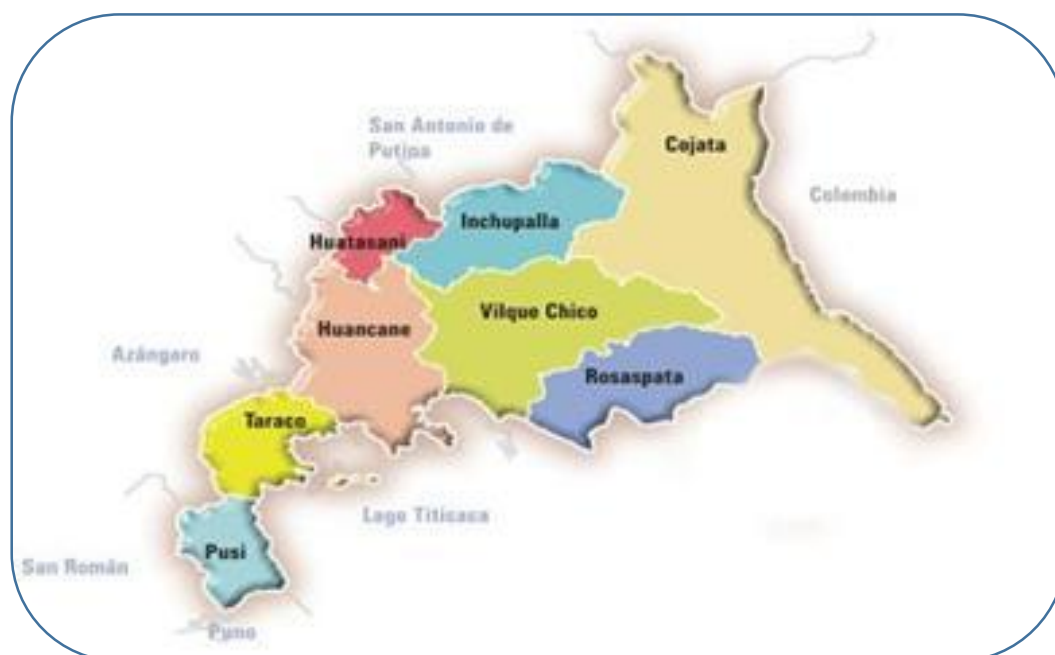 San Antonio de
Putina
Cojata
Colombia
Inchupalla
Huatasani
Vilque Chico
Huancane
Azángaro
Rosaspata
Taraco
Lago Titicaca
Pusi
San Román
Puno